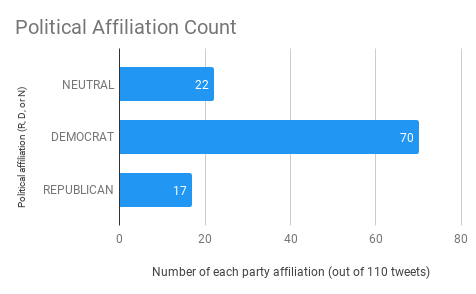 Political Affiliation Count
Political affiliation (R, D, or N)
NEUTRAL 22
DEMOCRAT 70
REPUBLICAN 17
0 20 40 60 80
Number of each party affiliation (out of 110 tweets)